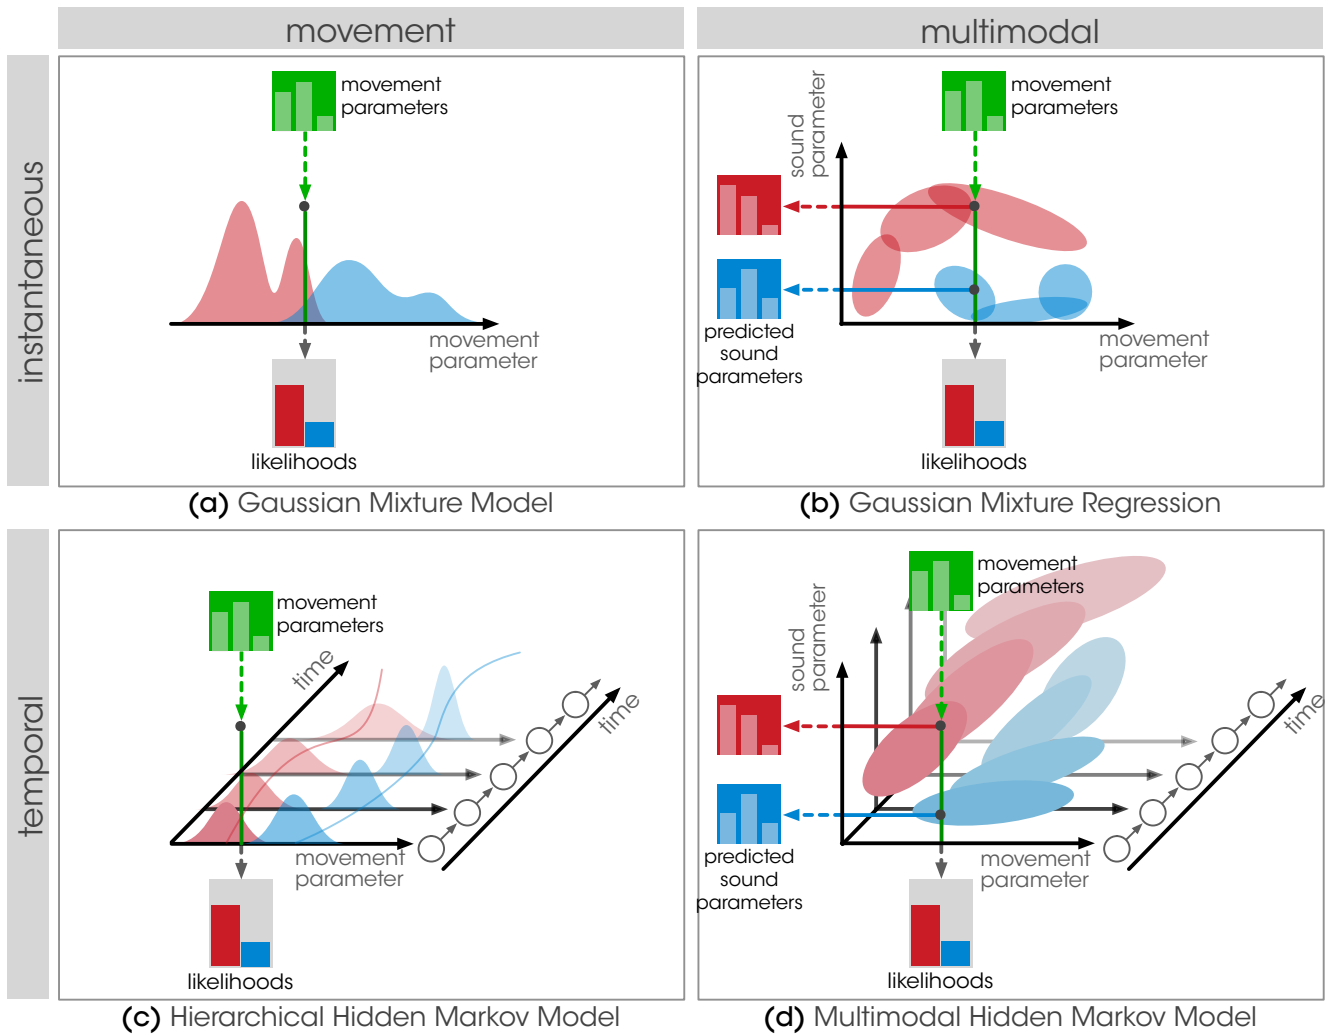 movement
multimodal
instantaneous
movement
parameters
movement
parameter
likelihoods
(a) Gaussian Mixture Model
sound
parameter
movement
parameters
predicted
sound
parameters
movement
parameter
likelihoods
(b) Gaussian Mixture Regression
temporal
movement
parameters
time
time
movement
parameter
likelihoods
(c) Hierarchical Hidden Markov Model
sound
parameter
movement
parameters
time
predicted
sound
parameters
movement
parameter
likelihoods
(d) Multimodal Hidden Markov Model